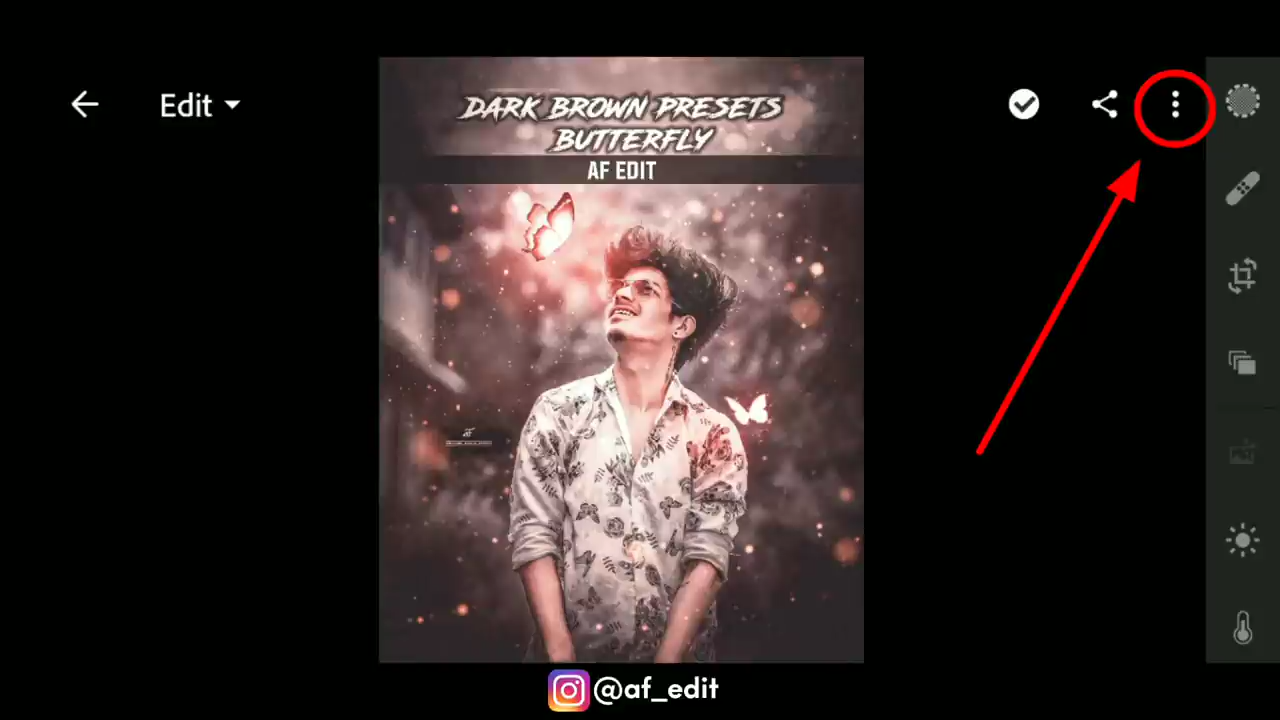 Edit
DARK BROWN PRESETS
BUTTERFLY
AF EDIT
@af_edit